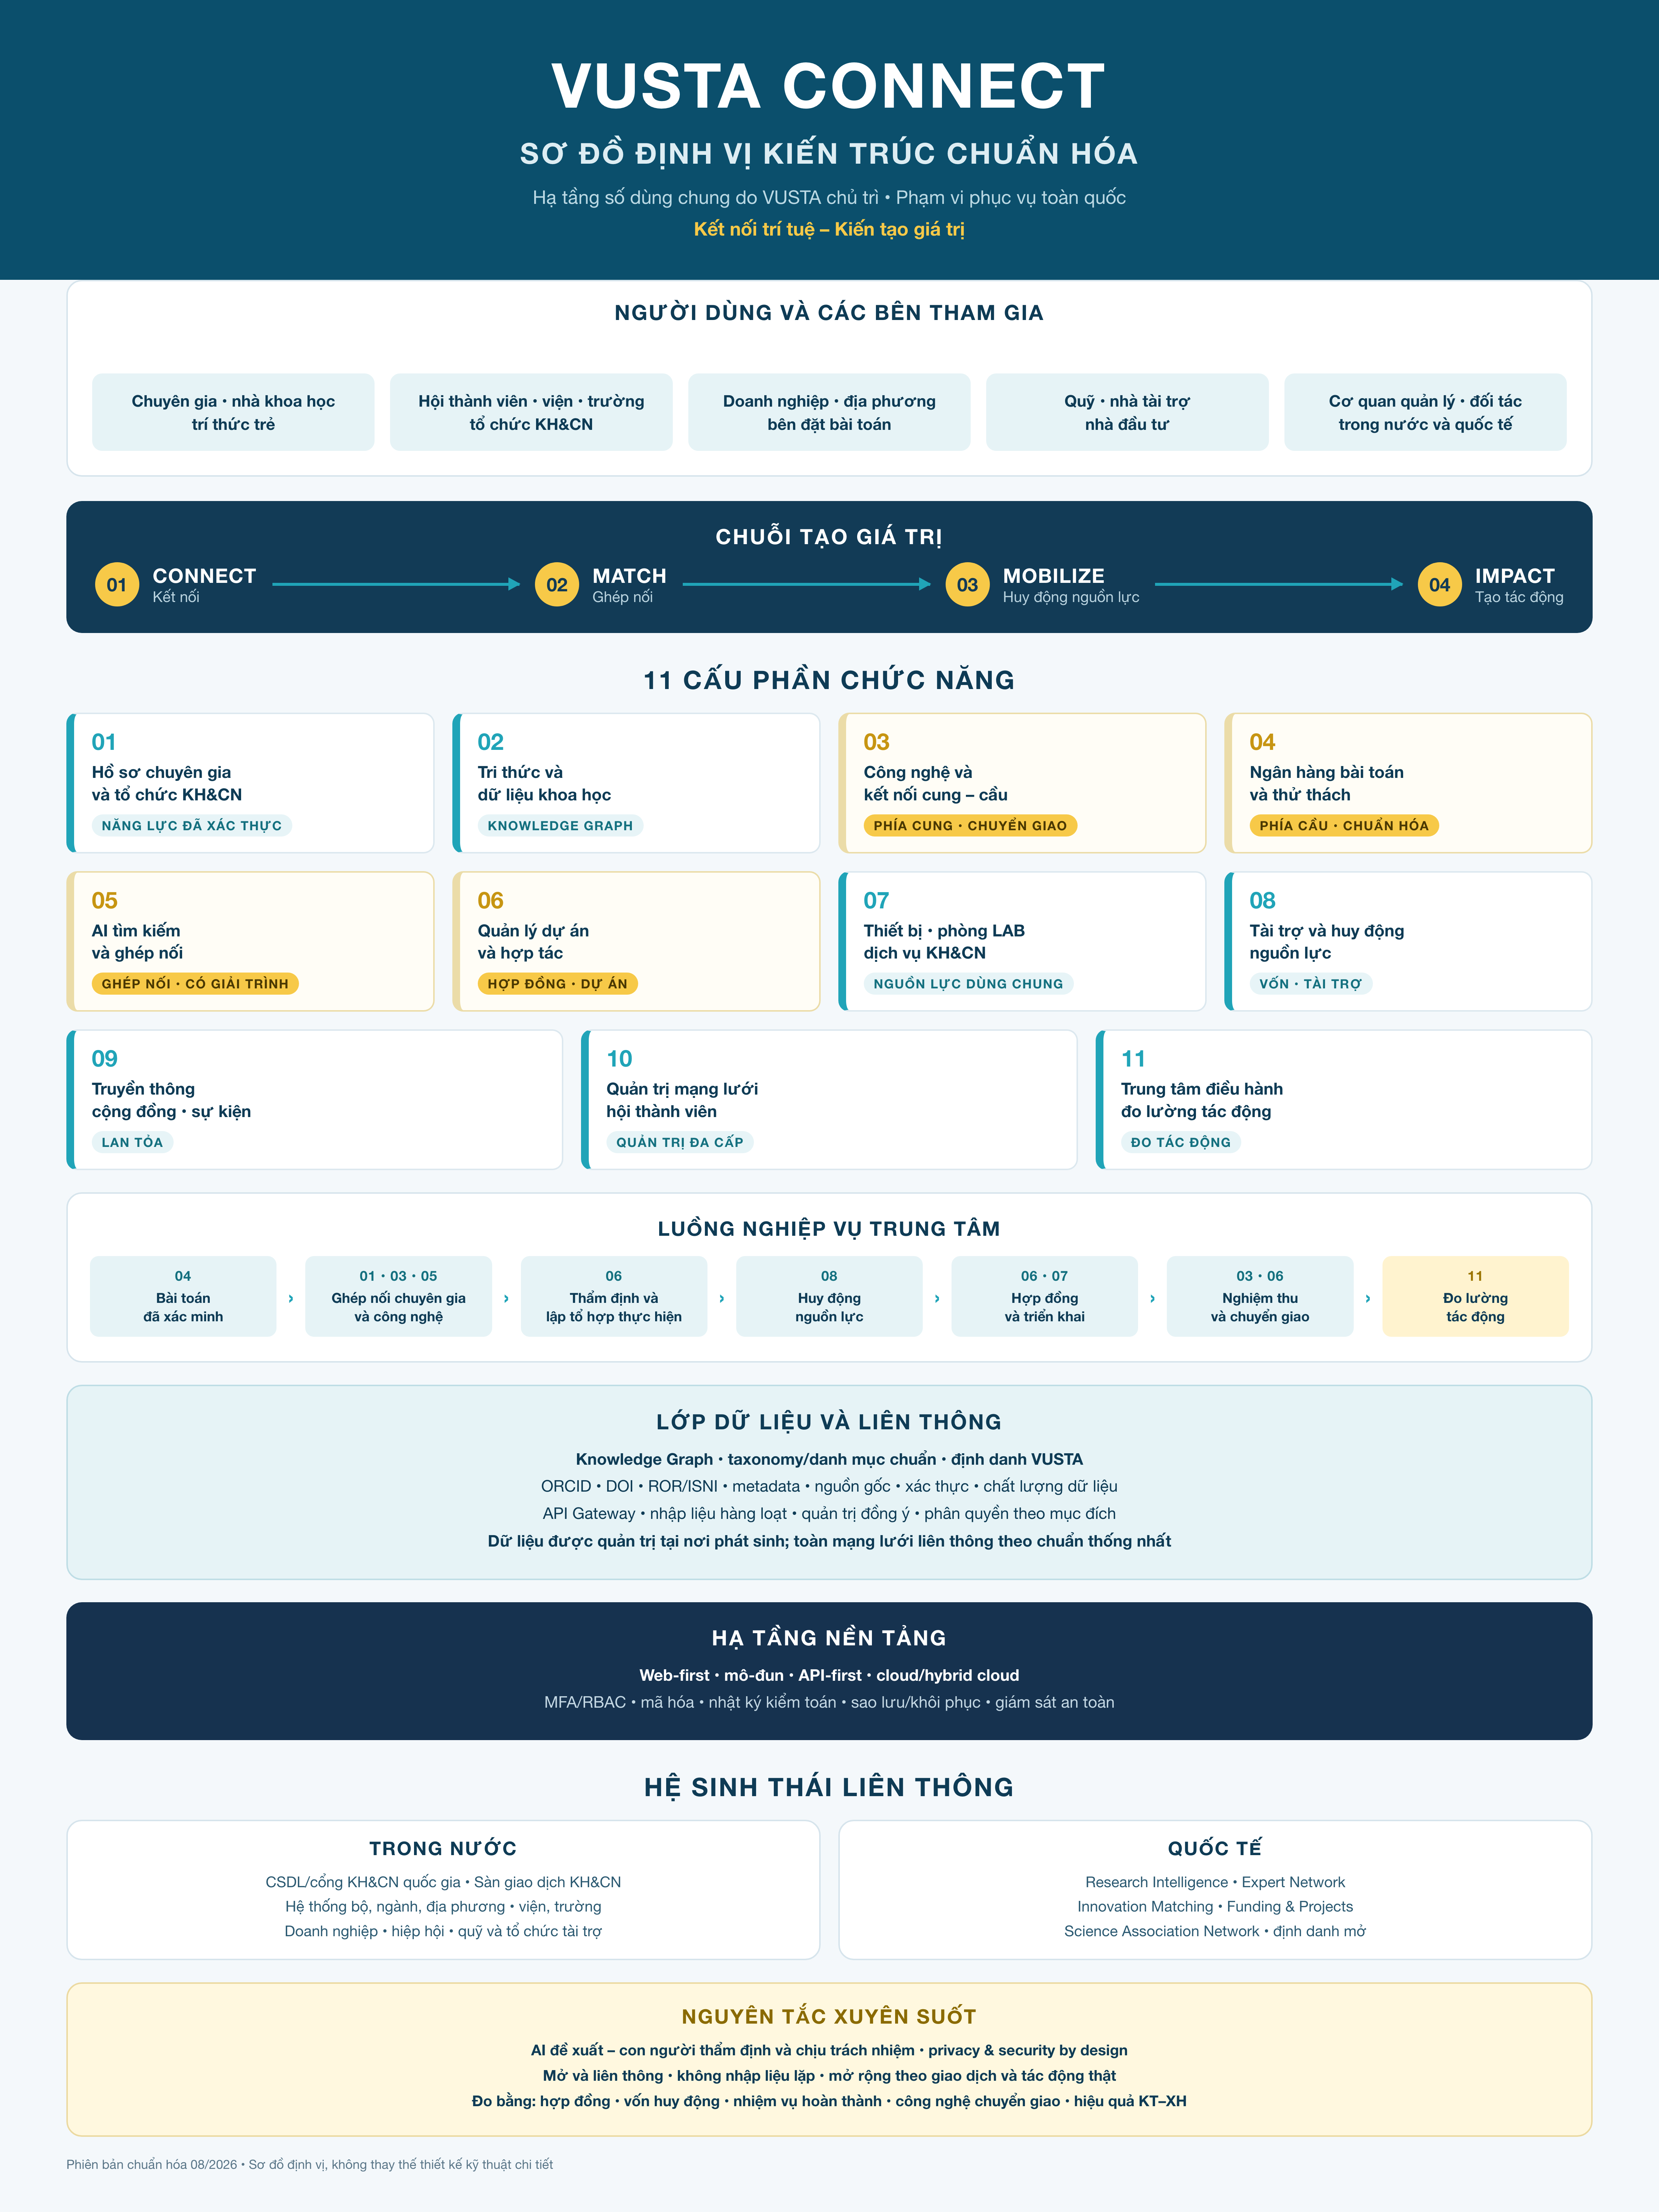 VUSTA CONNECT
SƠ ĐỒ ĐỊNH VỊ KIẾN TRÚC CHUẨN HÓA
Hạ tầng số dùng chung do VUSTA chủ trì • Phạm vi phục vụ toàn quốc
Kết nối trí tuệ – Kiến tạo giá trị
NGƯỜI DÙNG VÀ CÁC BÊN THAM GIA
Chuyên gia • nhà khoa học
trí thức trẻ
Hội thành viên • viện • trường
tổ chức KH&CN
Doanh nghiệp • địa phương
bên đặt bài toán
Quỹ • nhà tài trợ
nhà đầu tư
Cơ quan quản lý • đối tác
trong nước và quốc tế
CHUỖI TẠO GIÁ TRỊ
01
CONNECT
Kết nối
02
MATCH
Ghép nối
03
MOBILIZE
Huy động nguồn lực
04
IMPACT
Tạo tác động
11 CẤU PHẦN CHỨC NĂNG
01
Hồ sơ chuyên gia
và tổ chức KH&CN
NĂNG LỰC ĐÃ XÁC THỰC
02
Tri thức và
dữ liệu khoa học
KNOWLEDGE GRAPH
03
Công nghệ và
kết nối cung – cầu
PHÍA CUNG • CHUYỂN GIAO
04
Ngân hàng bài toán
và thử thách
PHÍA CẦU • CHUẨN HÓA
05
AI tìm kiếm
và ghép nối
GHÉP NỐI • CÓ GIẢI TRÌNH
06
Quản lý dự án
và hợp tác
HỢP ĐỒNG • DỰ ÁN
07
Thiết bị • phòng LAB
dịch vụ KH&CN
NGUỒN LỰC DÙNG CHUNG
08
Tài trợ và huy động
nguồn lực
VỐN • TÀI TRỢ
09
Truyền thông
cộng đồng • sự kiện
LAN TỎA
10
Quản trị mạng lưới
hội thành viên
QUẢN TRỊ ĐA CẤP
11
Trung tâm điều hành
đo lường tác động
ĐO TÁC ĐỘNG
LUỒNG NGHIỆP VỤ TRUNG TÂM
04
Bài toán
đã xác minh
›
01 • 03 • 05
Ghép nối chuyên gia
và công nghệ
›
06
Thẩm định và
lập tổ hợp thực hiện
›
08
Huy động
nguồn lực
›
06 • 07
Hợp đồng
và triển khai
›
03 • 06
Nghiệm thu
và chuyển giao
›
11
Đo lường
tác động
LỚP DỮ LIỆU VÀ LIÊN THÔNG
Knowledge Graph • taxonomy/danh mục chuẩn • định danh VUSTA
ORCID • DOI • ROR/ISNI • metadata • nguồn gốc • xác thực • chất lượng dữ liệu
API Gateway • nhập liệu hàng loạt • quản trị đồng ý • phân quyền theo mục đích
Dữ liệu được quản trị tại nơi phát sinh; toàn mạng lưới liên thông theo chuẩn thống nhất
HẠ TẦNG NỀN TẢNG
Web-first • mô-đun • API-first • cloud/hybrid cloud
MFA/RBAC • mã hóa • nhật ký kiểm toán • sao lưu/khôi phục • giám sát an toàn
HỆ SINH THÁI LIÊN THÔNG
TRONG NƯỚC
CSDL/cổng KH&CN quốc gia • Sàn giao dịch KH&CN
Hệ thống bộ, ngành, địa phương • viện, trường
Doanh nghiệp • hiệp hội • quỹ và tổ chức tài trợ
QUỐC TẾ
Research Intelligence • Expert Network
Innovation Matching • Funding & Projects
Science Association Network • định danh mở
NGUYÊN TẮC XUYÊN SUỐT
AI đề xuất – con người thẩm định và chịu trách nhiệm • privacy & security by design
Mở và liên thông • không nhập liệu lặp • mở rộng theo giao dịch và tác động thật
Đo bằng: hợp đồng • vốn huy động • nhiệm vụ hoàn thành • công nghệ chuyển giao • hiệu quả KT–XH
Phiên bản chuẩn hóa 08/2026 • Sơ đồ định vị, không thay thế thiết kế kỹ thuật chi tiết